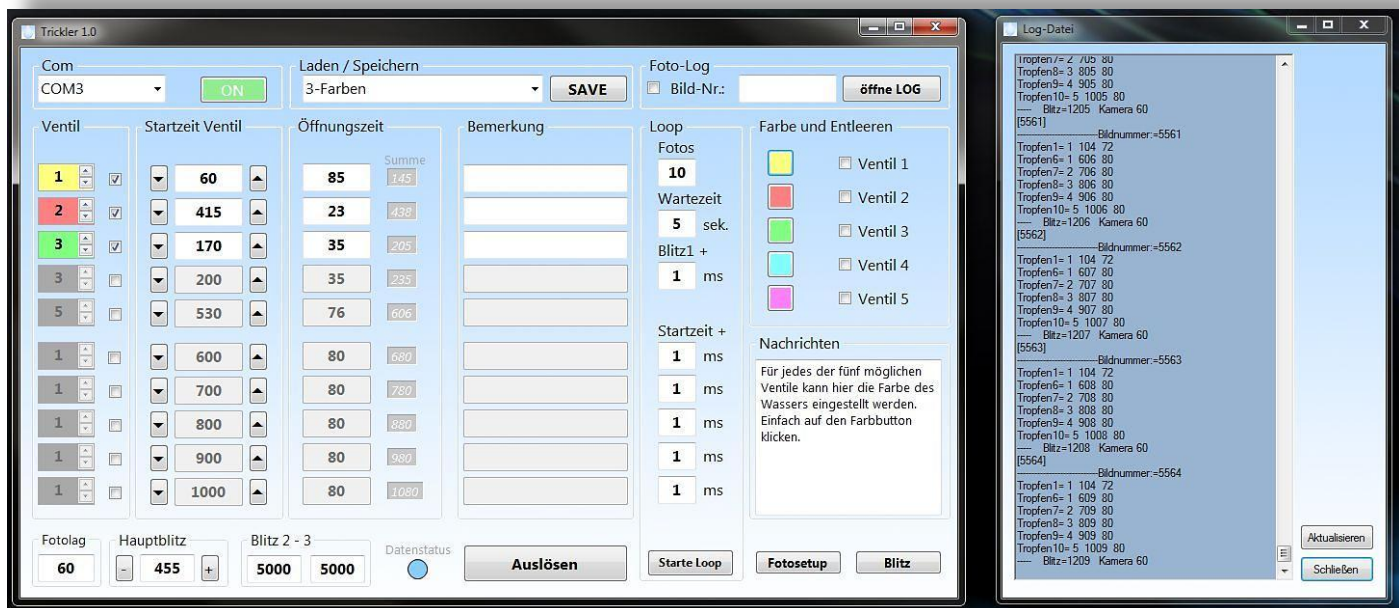 Trickler 1.0
Com
COM3
ON
Laden / Speichern
3-Farben
SAVE
Foto-Log
Bild-Nr.:
öffne LOG
Ventil
Startzeit Ventil
Öffnungszeit
Bemerkung
Loop
Farbe und Entleeren
Summe
1 60 85 145
2 415 23 438
3 170 35 205
3 200 35 235
5 530 76 606
1 600 80 680
1 700 80 780
1 800 80 880
1 900 80 980
1 1000 80 1080
Fotos
10
Wartezeit
5 sek.
Blitz1 +
1 ms
Startzeit +
1 ms
1 ms
1 ms
1 ms
1 ms
Ventil 1
Ventil 2
Ventil 3
Ventil 4
Ventil 5
Nachrichten
Für jedes der fünf möglichen
Ventile kann hier die Farbe des
Wassers eingestellt werden.
Einfach auf den Farbbutton
klicken.
Fotolag
60
Hauptblitz
- 455 +
Blitz 2 - 3
5000 5000
Datenstatus
Auslösen
Starte Loop
Fotosetup
Blitz
Log-Datei
Tropfen7= 2 705 80
Tropfen8= 3 805 80
Tropfen9= 4 905 80
Tropfen10= 5 1005 80
---- Blitz=1205 Kamera 60
[5561]
------------------------Bildnummer:=5561
Tropfen1= 1 104 72
Tropfen6= 1 606 80
Tropfen7= 2 706 80
Tropfen8= 3 806 80
Tropfen9= 4 906 80
Tropfen10= 5 1006 80
---- Blitz=1206 Kamera 60
[5562]
------------------------Bildnummer:=5562
Tropfen1= 1 104 72
Tropfen6= 1 607 80
Tropfen7= 2 707 80
Tropfen8= 3 807 80
Tropfen9= 4 907 80
Tropfen10= 5 1007 80
---- Blitz=1207 Kamera 60
[5563]
------------------------Bildnummer:=5563
Tropfen1= 1 104 72
Tropfen6= 1 608 80
Tropfen7= 2 708 80
Tropfen8= 3 808 80
Tropfen9= 4 908 80
Tropfen10= 5 1008 80
---- Blitz=1208 Kamera 60
[5564]
------------------------Bildnummer:=5564
Tropfen1= 1 104 72
Tropfen6= 1 609 80
Tropfen7= 2 709 80
Tropfen8= 3 809 80
Tropfen9= 4 909 80
Tropfen10= 5 1009 80
---- Blitz=1209 Kamera 60
Aktualisieren
Schließen